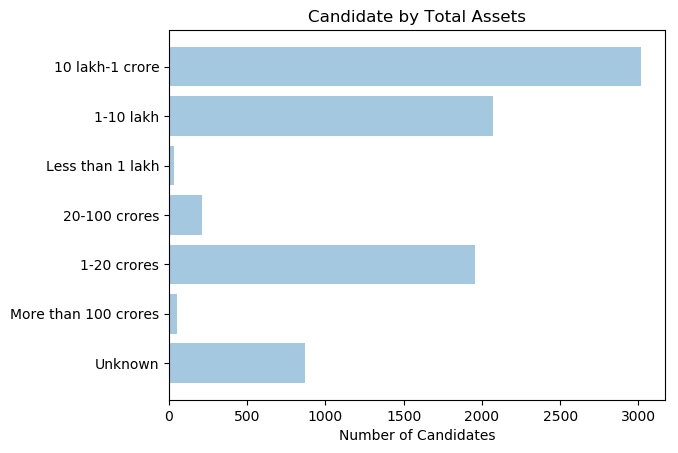 Candidate by Total Assets
10 lakh-1 crore
1-10 lakh
Less than 1 lakh
20-100 crores
1-20 crores
More than 100 crores
Unknown
0 500 1000 1500 2000 2500 3000
Number of Candidates